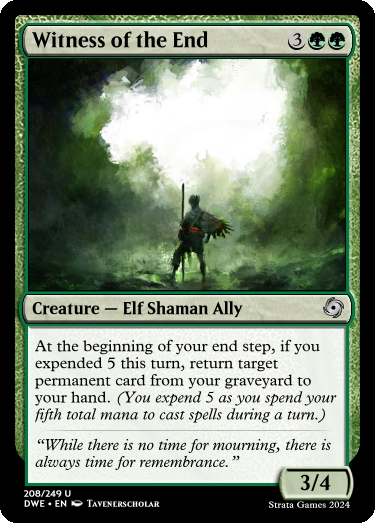 Witness of the End 3
Creature — Elf Shaman Ally
At the beginning of your end step, if you
expended 5 this turn, return target
permanent card from your graveyard to
your hand. (You expend 5 as you spend your
fifth total mana to cast spells during a turn.)
“While there is no time for mourning, there is
always time for remembrance.”
3/4
208/249 U
DWE • EN Tavenerscholar
Strata Games 2024